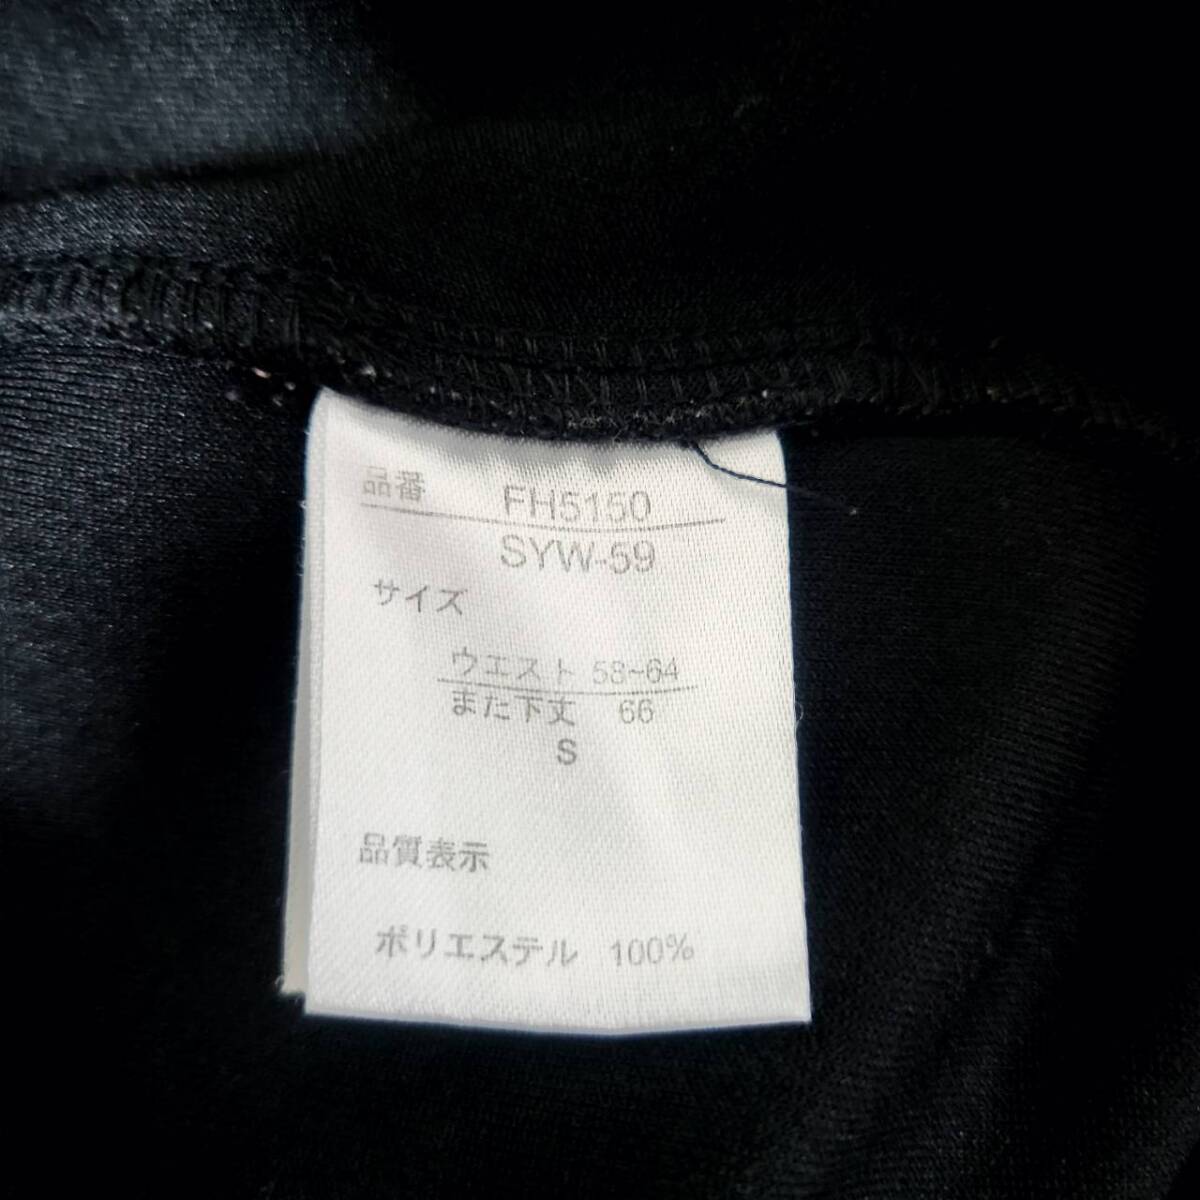 品番 FH5150
SYW-59
サイズ
ウエスト 58~64
また下丈 66
S
品質表示
ポリエステル 100%